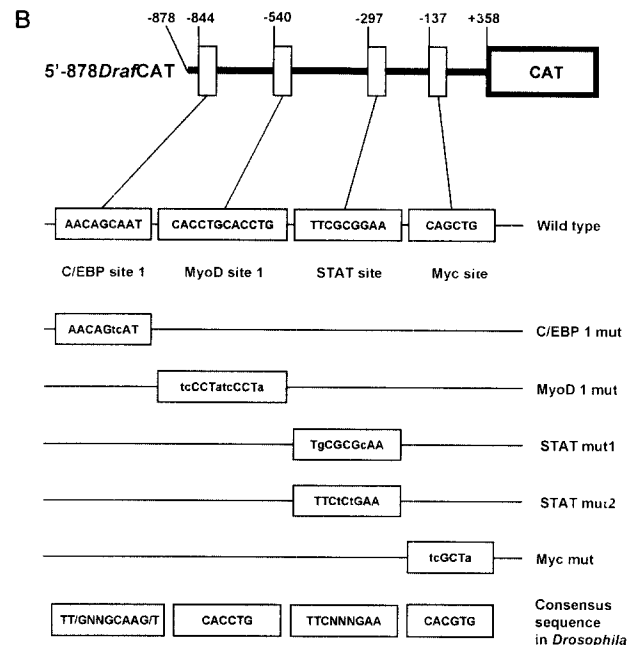 B
-878 -844 -540 -297 -137 +358
5'-878DrafCAT CAT
AACAGCAAT CACCTGCACCTG TTCGCGGAA CAGCTG Wild type
C/EBP site 1 MyoD site 1 STAT site Myc site
AACAGtcAT C/EBP 1 mut
tcCCTatcCCTa MyoD 1 mut
TgCGCGcAA STAT mut1
TTCtCtGAA STAT mut2
tcGCTa Myc mut
TT/GNNGCAAG/T CACCTG TTCNNNGAA CACGTG Consensus
sequence
in Drosophila